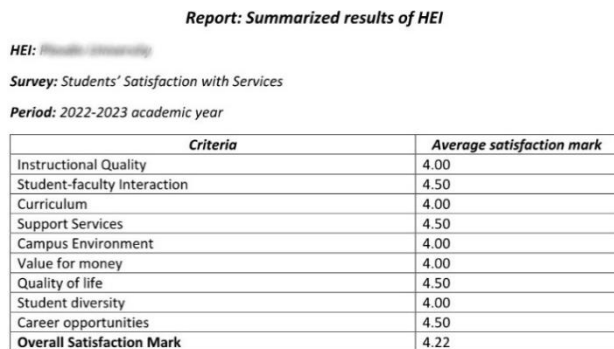 Report: Summarized results of HEI
HEI:
Survey: Students' Satisfaction with Services
Period: 2022-2023 academic year
Criteria Average satisfaction mark
Instructional Quality 4.00
Student-faculty Interaction 4.50
Curriculum 4.00
Support Services 4.50
Campus Environment 4.00
Value for money 4.00
Quality of life 4.50
Student diversity 4.00
Career opportunities 4.50
Overall Satisfaction Mark 4.22